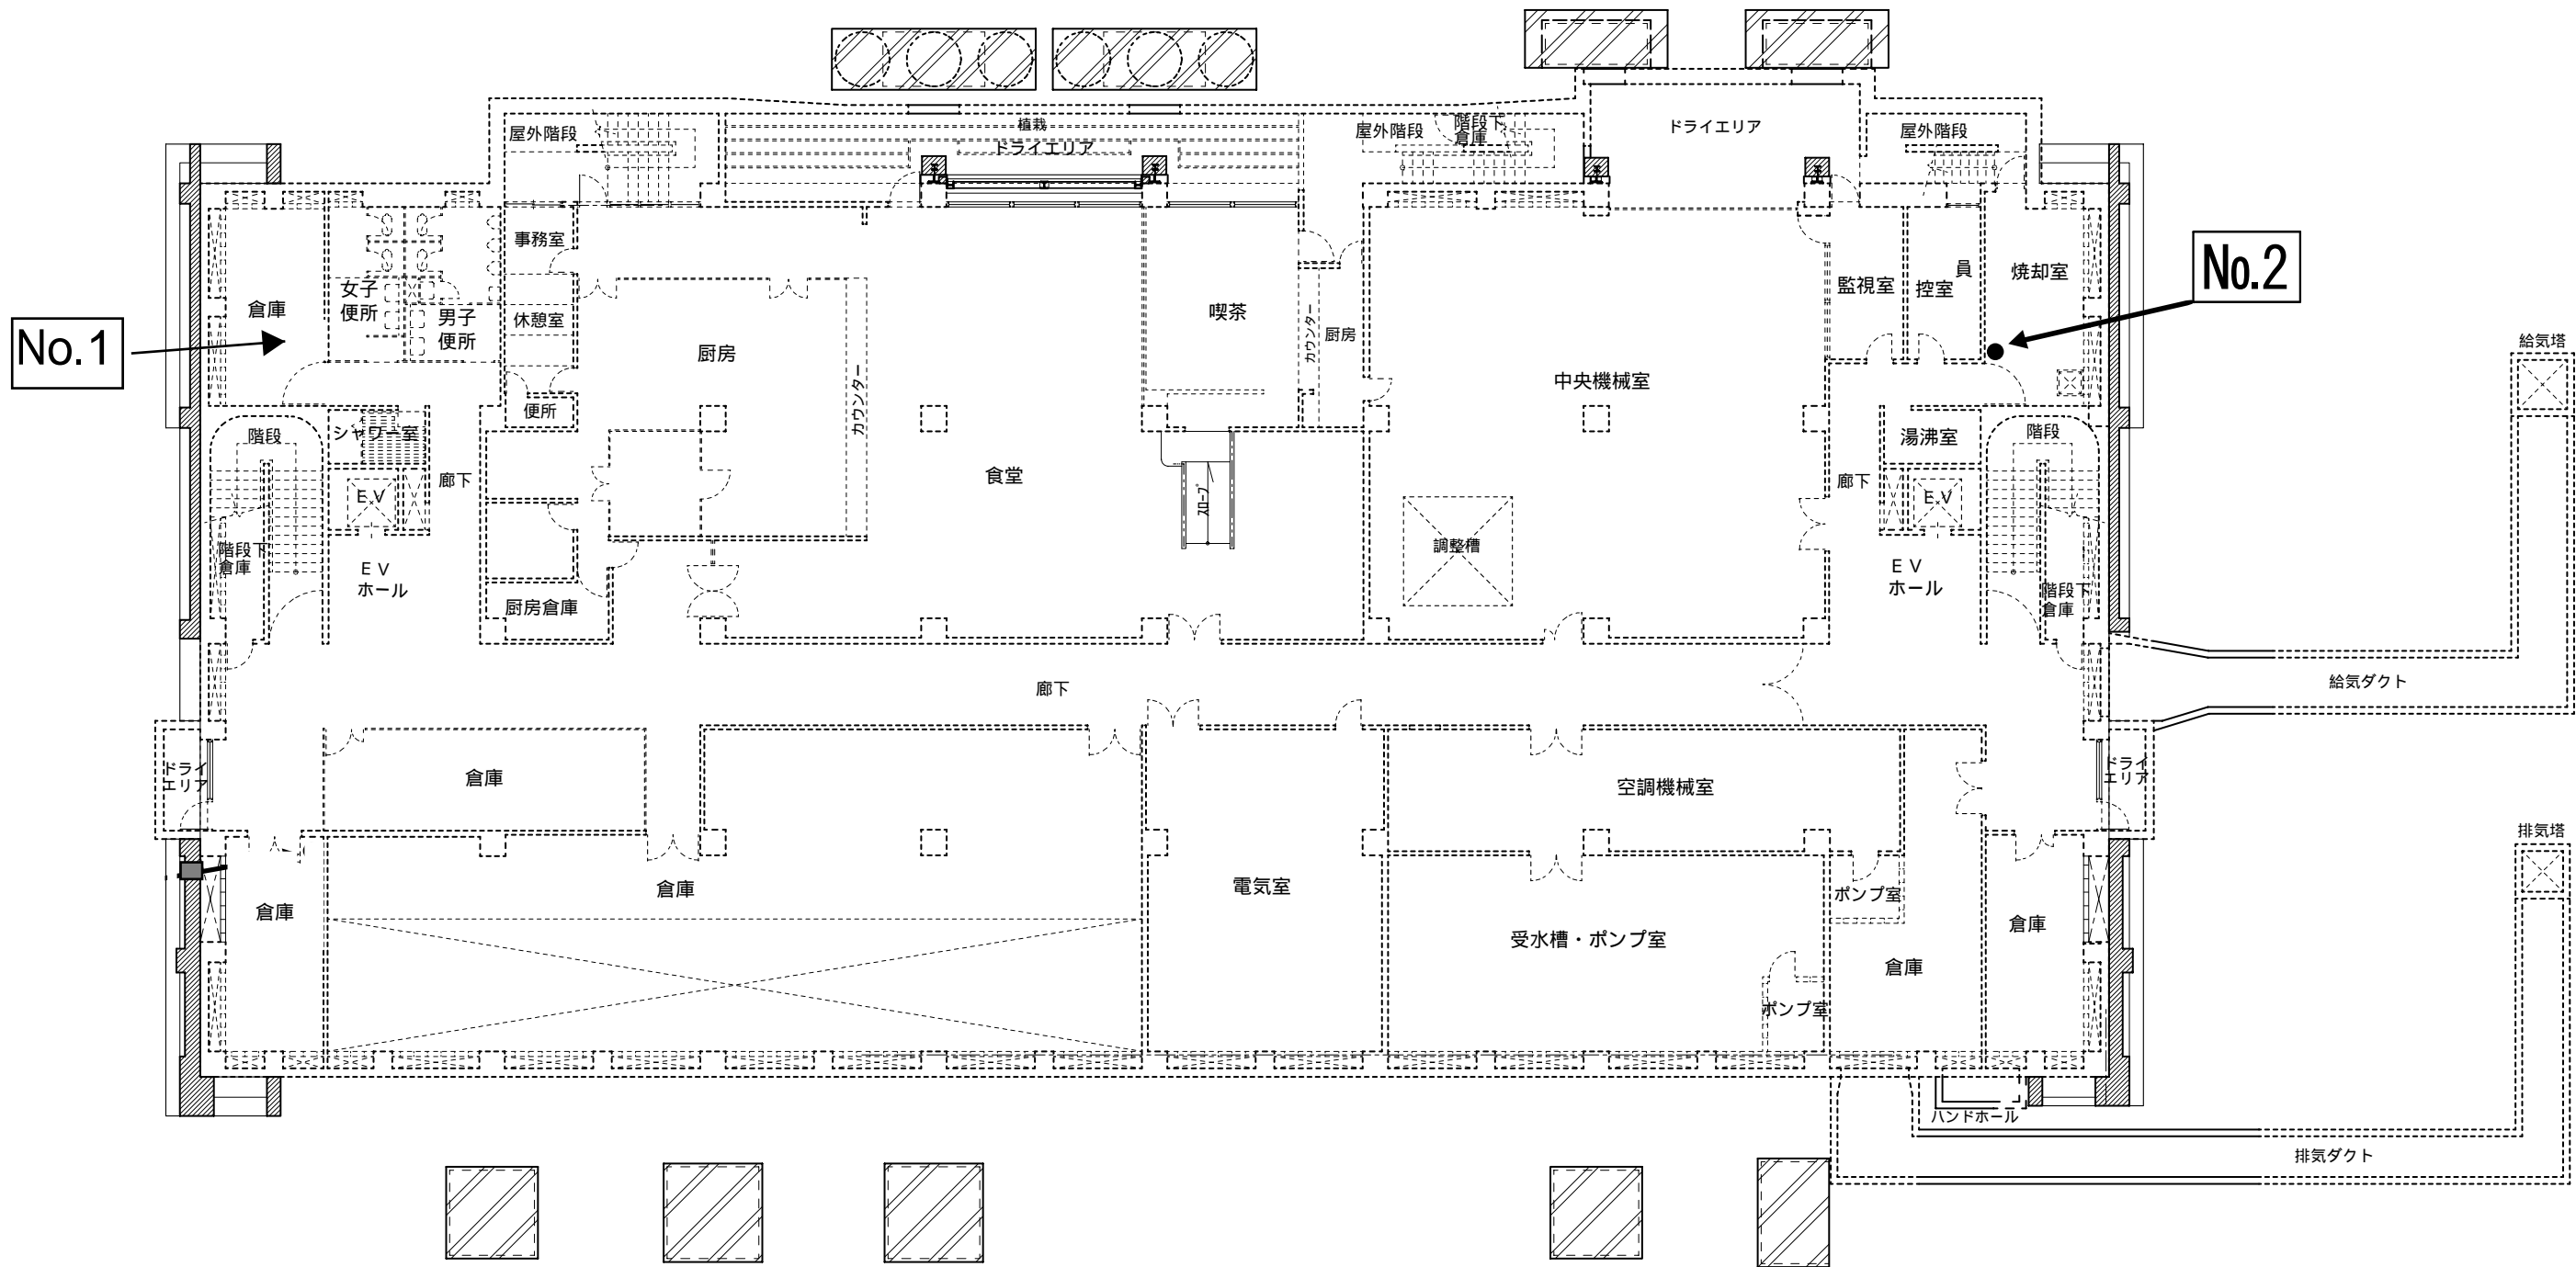 植栽
屋外階段
ドライエリア
屋外階段
階段下
倉庫
ドライエリア
屋外階段
No.1
倉庫
女子
便所
男子
便所
事務室
休憩室
便所
厨房
カウンター
喫茶
カウンター
厨房
中央機械室
監視室
員
控室
焼却室
No.2
給気塔
階段
シャワー室
EV
廊下
食堂
スロープ
調整槽
廊下
湯沸室
EV
階段
階段下
倉庫
EV
ホール
厨房倉庫
EV
ホール
階段下
倉庫
廊下
給気ダクト
ドライ
エリア
倉庫
空調機械室
ドライ
エリア
排気塔
倉庫
倉庫
電気室
受水槽・ポンプ室
ポンプ室
ポンプ室
倉庫
倉庫
ハンドホール
排気ダクト